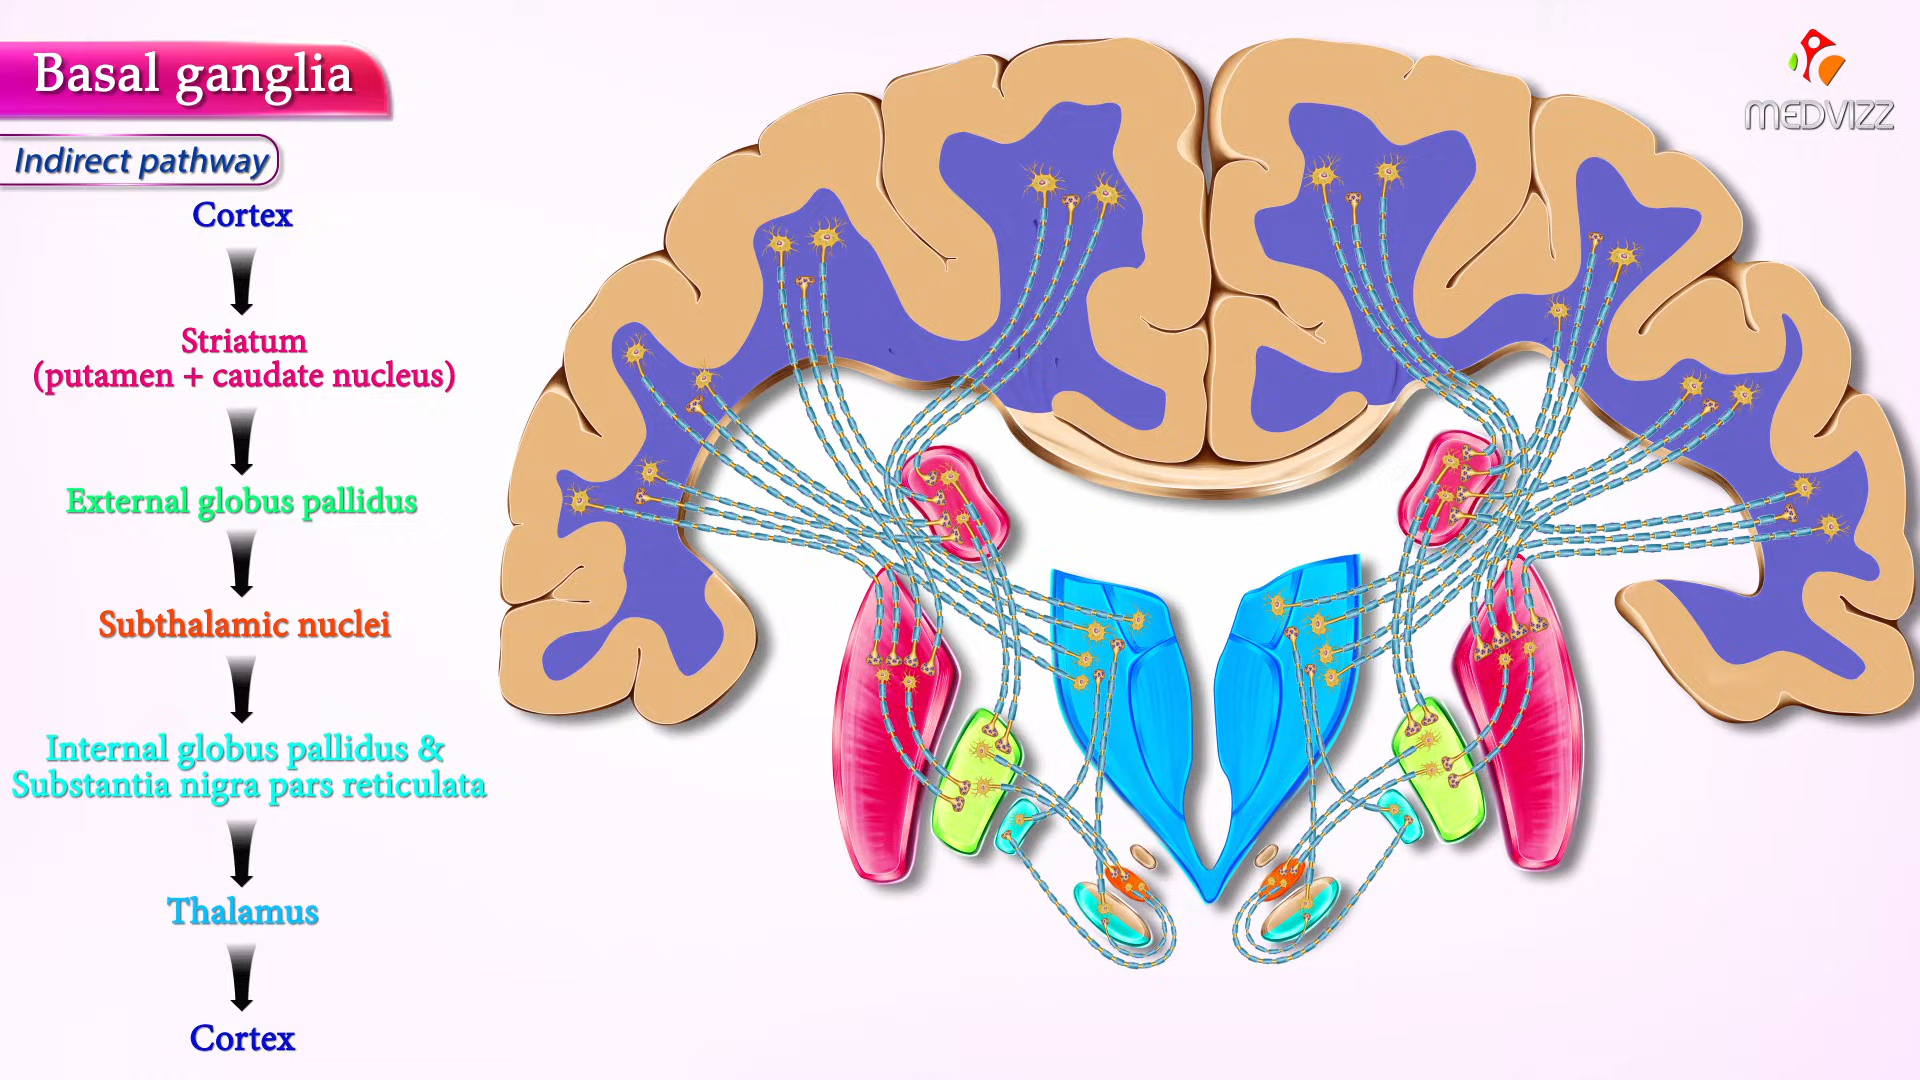 Basal ganglia
Indirect pathway
Cortex
Striatum
(putamen + caudate nucleus)
External globus pallidus
Subthalamic nuclei
Internal globus pallidus &
Substantia nigra pars reticulata
Thalamus
Cortex
MEDVIZZ